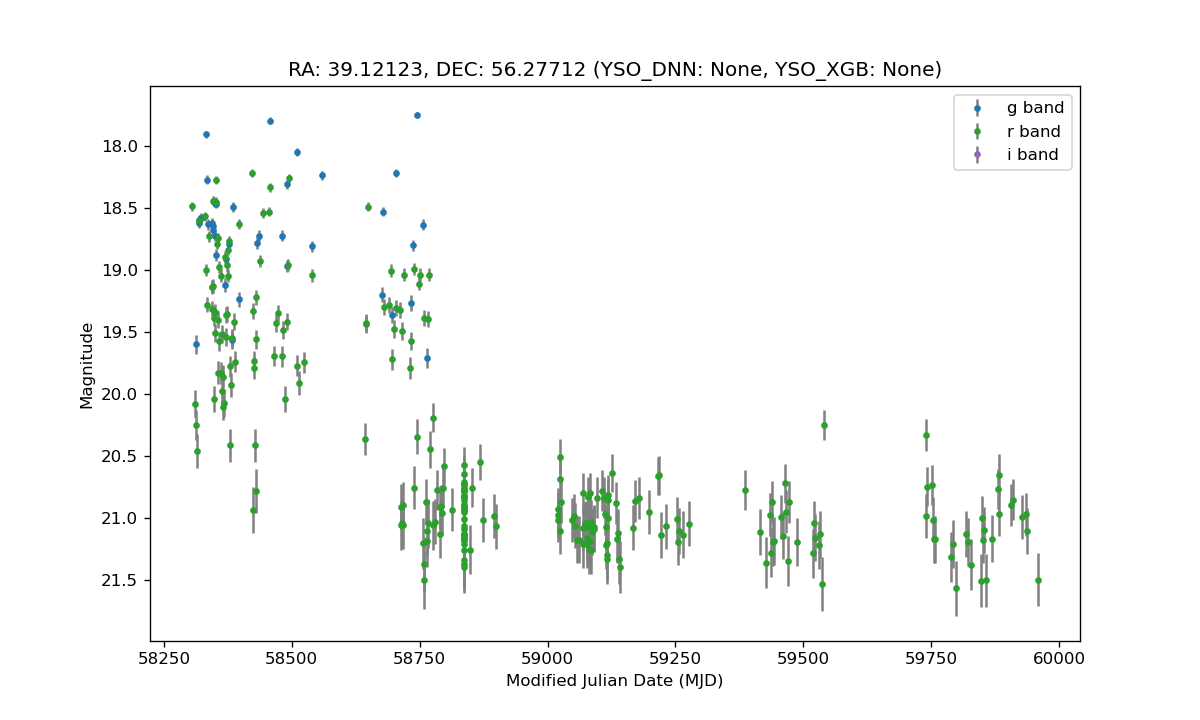 RA: 39.12123, DEC: 56.27712 (YSO_DNN: None, YSO_XGB: None)
g band
r band
i band
18.0
18.5
19.0
19.5
20.0
20.5
21.0
21.5
Magnitude
58250 58500 58750 59000 59250 59500 59750 60000
Modified Julian Date (MJD)